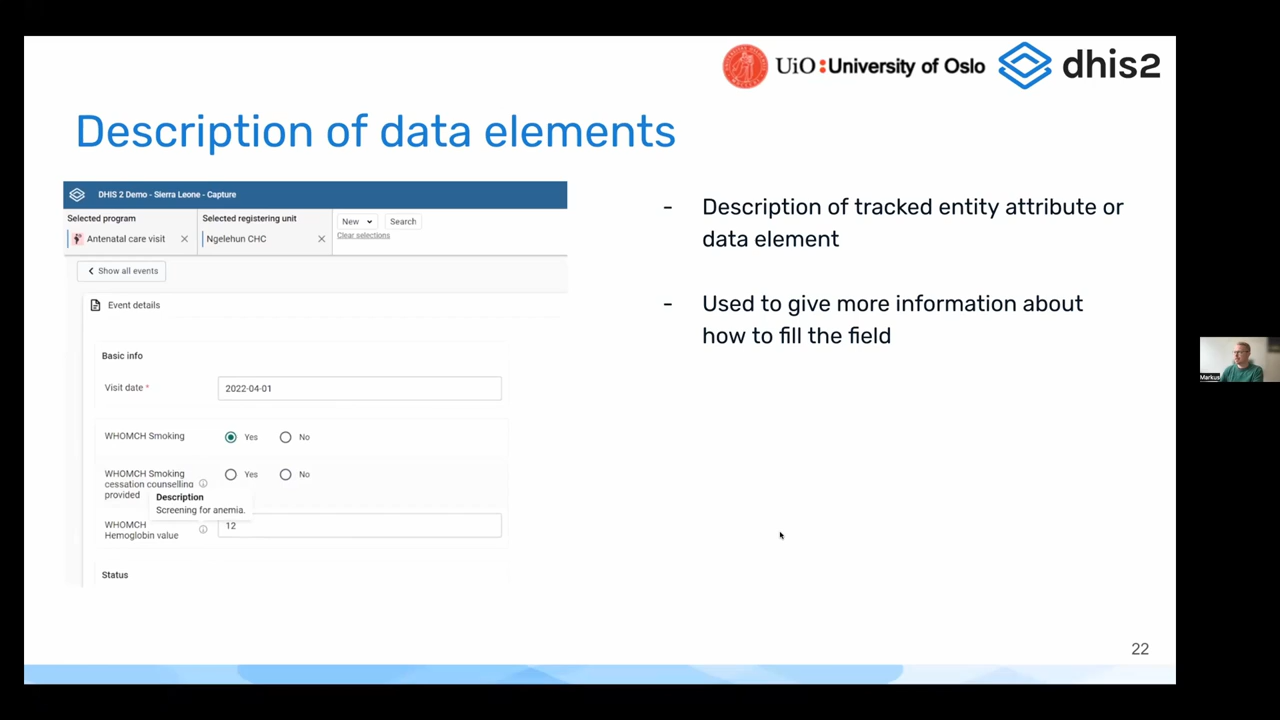 UiO:University of Oslo
dhis2
Description of data elements
DHIS 2 Demo - Sierra Leone - Capture
Selected program
Antenatal care visit
Selected registering unit
Ngelehun CHC
New
Search
Clear selections
Show all events
Event details
Basic info
Visit date *
2022-04-01
WHOMCH Smoking
Yes
No
WHOMCH Smoking
cessation counselling
provided
Yes
No
Description
Screening for anemia.
WHOMCH
Hemoglobin value
12
Status
- Description of tracked entity attribute or
data element
- Used to give more information about
how to fill the field
Markus
22